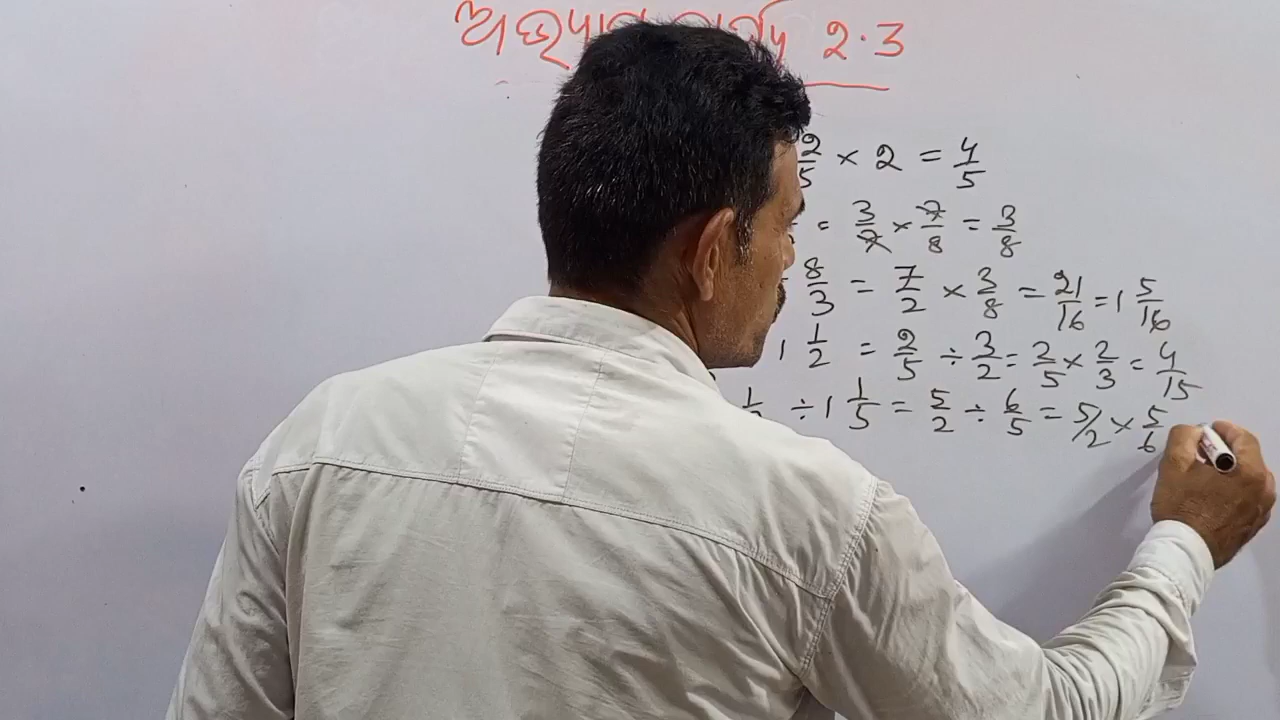 2.3
2/5 × 2 = 4/5
= 3/7 × 7/8 = 3/8
8/3 = 7/2 × 3/8 = 21/16 = 1 5/16
1 1/2 = 2/5 ÷ 3/2 = 2/5 × 2/3 = 4/15
÷ 1 1/5 = 5/2 ÷ 6/5 = 5/2 × 5/6